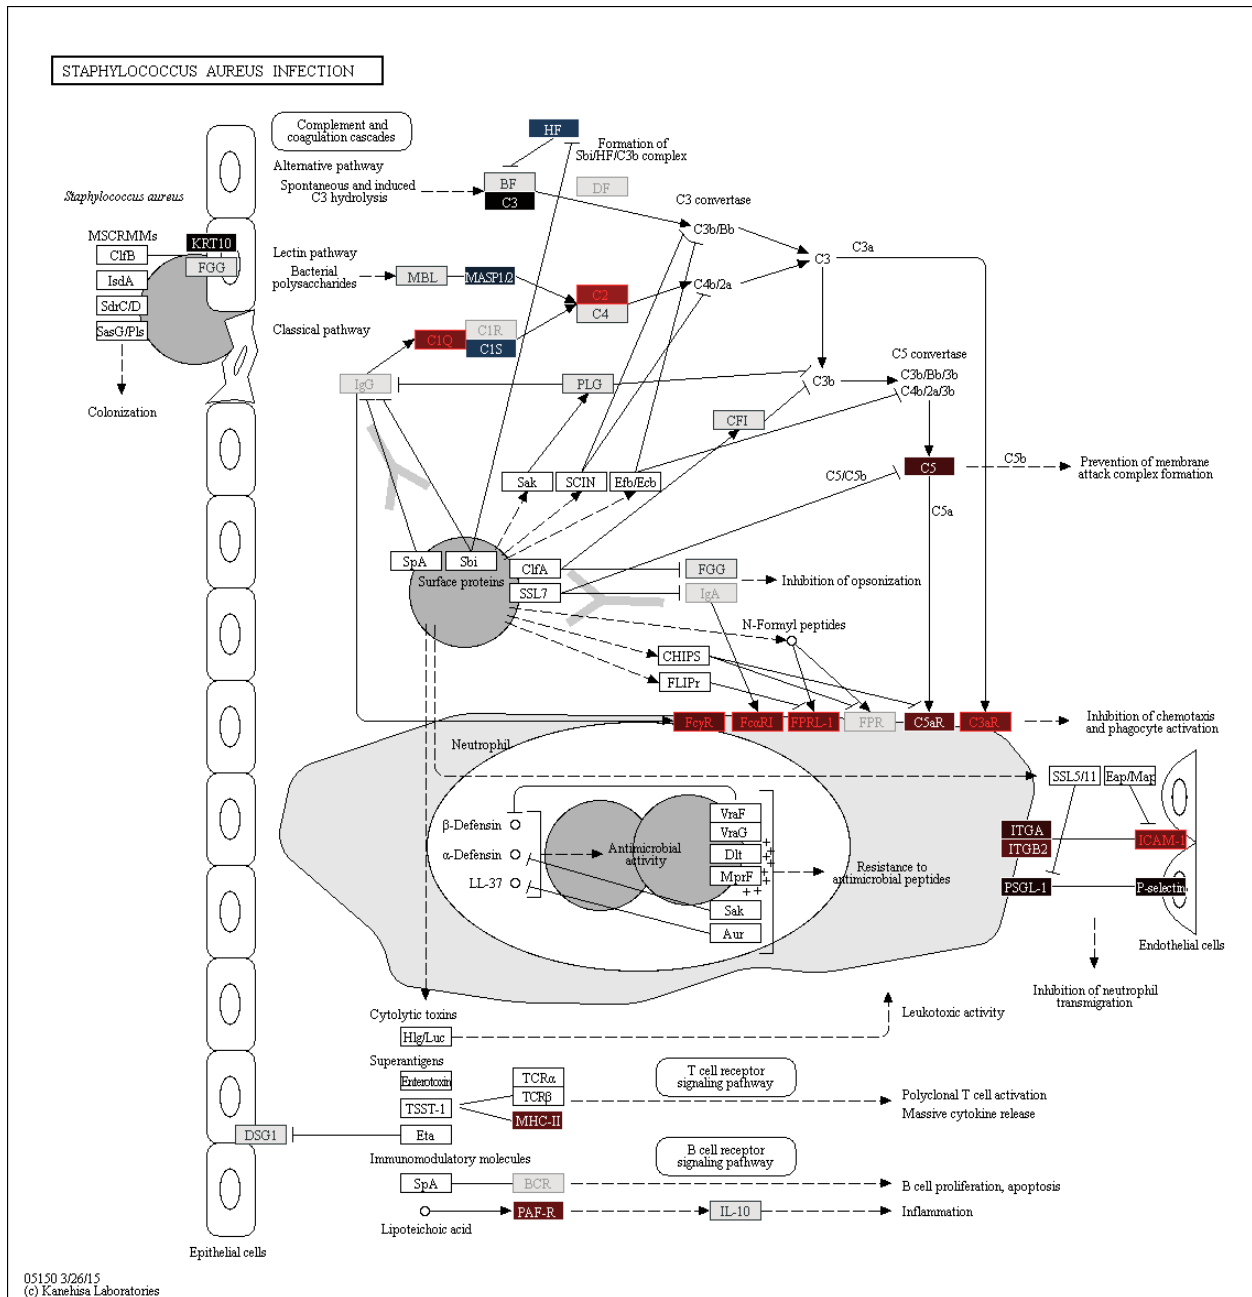 STAPHYLOCOCCUS AUREUS INFECTION
Complement and
coagulation cascades
HF
Formation of
Sbi/HF/C3b complex
Alternative pathway
Spontaneous and induced
C3 hydrolysis
BF
C3
DF
C3 convertase
C3b/Bb
Staphylococcus aureus
MSCRMMs
ClfB
IsdA
SdrC/D
SasG/Pls
Colonization
KRT10
FGG
Lectin pathway
Bacterial
polysaccharides
MBL
MASP1/2
C2
C4
C4b/2a
C3
C3a
Classical pathway
C1Q
C1R
C1S
IgG
PLG
C3b
C5 convertase
C3b/Bb/3b
C4b/2a/3b
CFI
Sak
SCIN
Efb/Ecb
C5/C5b
C5
C5b
Prevention of membrane
attack complex formation
C5a
SpA
Sbi
Surface proteins
ClfA
SSL7
FGG
IgA
Inhibition of opsonization
N-Formyl peptides
CHIPS
FLIPr
FcγR
FcαRI
FPRL-1
FPR
C5aR
C3aR
Inhibition of chemotaxis
and phagocyte activation
Neutrophil
SSL5/11
Eap/Map
β-Defensin
α-Defensin
LL-37
Antimicrobial
activity
VraF
VraG
Dlt
MprF
Sak
Aur
+
+
+
+
+
+
+ +
Resistance to
antimicrobial peptides
ITGA
ITGB2
ICAM-1
PSGL-1
P-selectin
Endothelial cells
Inhibition of neutrophil
transmigration
Cytolytic toxins
Hlg/Luc
Leukotoxic activity
Superantigens
Enterotoxin
TSST-1
Eta
DSG1
TCRα
TCRβ
MHC-II
T cell receptor
signaling pathway
Polyclonal T cell activation
Massive cytokine release
Immunomodulatory molecules
SpA
BCR
B cell receptor
signaling pathway
B cell proliferation, apoptosis
Lipoteichoic acid
PAF-R
IL-10
Inflammation
Epithelial cells
05150 3/26/15
(c) Kanehisa Laboratories